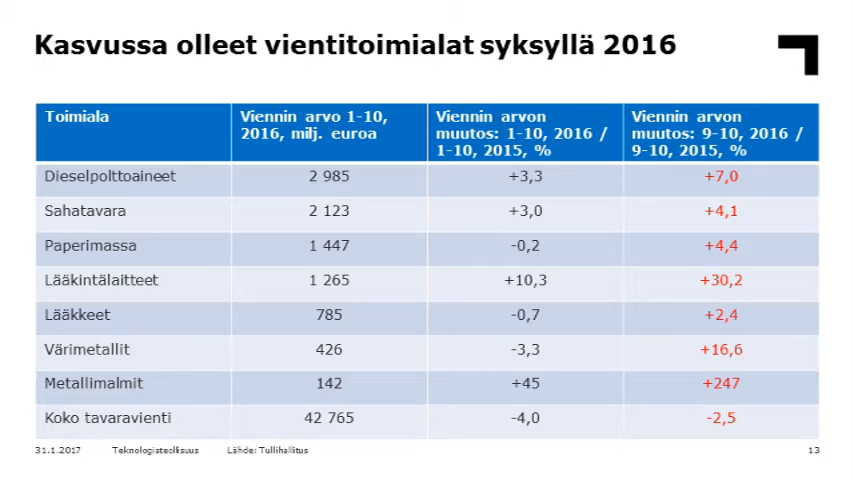 Kasvussa olleet vientitoimialat syksyllä 2016
Toimiala
Viennin arvo 1-10,
2016, milj. euroa
Viennin arvon
muutos: 1-10, 2016 /
1-10, 2015, %
Viennin arvon
muutos: 9-10, 2016 /
9-10, 2015, %
Dieselpolttoaineet 2 985 +3,3 +7,0
Sahatavara 2 123 +3,0 +4,1
Paperimassa 1 447 -0,2 +4,4
Lääkintälaitteet 1 265 +10,3 +30,2
Lääkkeet 785 -0,7 +2,4
Värimetallit 426 -3,3 +16,6
Metallimalmit 142 +45 +247
Koko tavaravienti 42 765 -4,0 -2,5
31.1.2017 Teknologiateollisuus Lähde: Tullihallitus 13